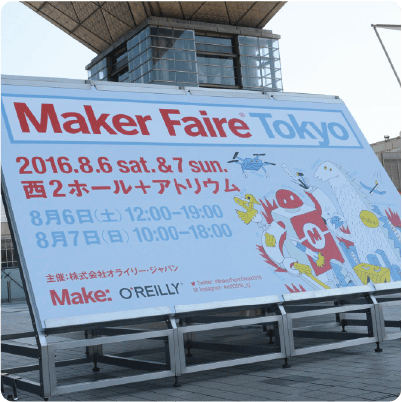 Maker Faire® Tokyo
2016.8.6 sat.&7 sun.
西2ホール+アトリウム
8月6日(土) 12:00–19:00
8月7日(日) 10:00–18:00
主催：株式会社オライリー・ジャパン
Make: O'REILLY
Twitter:
Instagram:
M